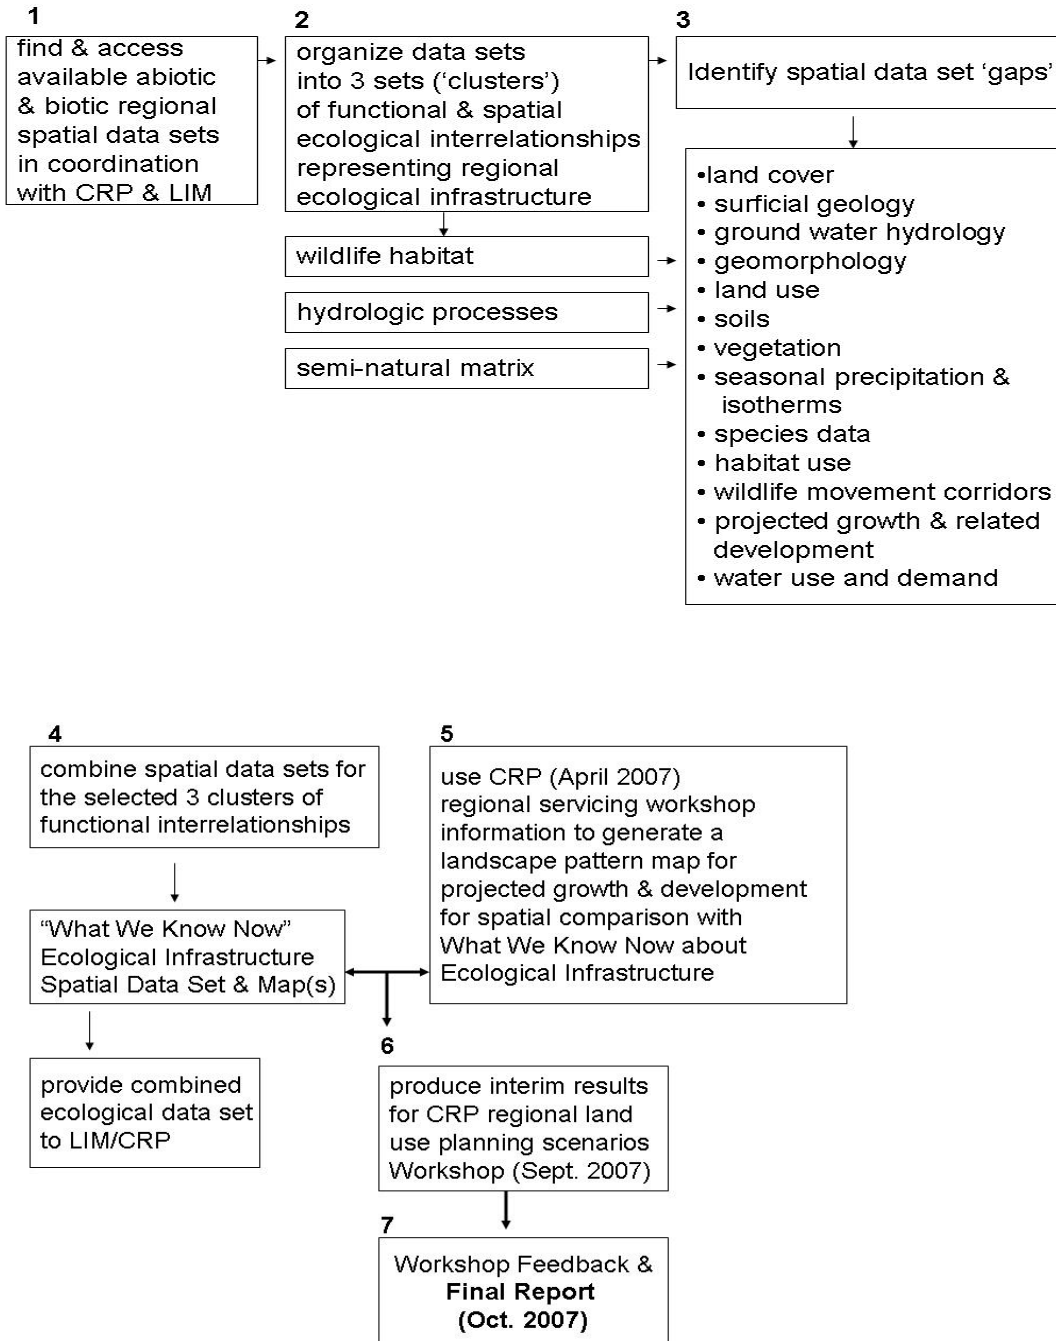 1
find & access
available abiotic
& biotic regional
spatial data sets
in coordination
with CRP & LIM
2
organize data sets
into 3 sets (‘clusters’)
of functional & spatial
ecological interrelationships
representing regional
ecological infrastructure
wildlife habitat
hydrologic processes
semi-natural matrix
3
Identify spatial data set ‘gaps’
•land cover
• surficial geology
• ground water hydrology
• geomorphology
• land use
• soils
• vegetation
• seasonal precipitation &
isotherms
• species data
• habitat use
• wildlife movement corridors
• projected growth & related
development
• water use and demand
4
combine spatial data sets for
the selected 3 clusters of
functional interrelationships
“What We Know Now”
Ecological Infrastructure
Spatial Data Set & Map(s)
provide combined
ecological data set
to LIM/CRP
5
use CRP (April 2007)
regional servicing workshop
information to generate a
landscape pattern map for
projected growth & development
for spatial comparison with
What We Know Now about
Ecological Infrastructure
6
produce interim results
for CRP regional land
use planning scenarios
Workshop (Sept. 2007)
7
Workshop Feedback &
Final Report
(Oct. 2007)